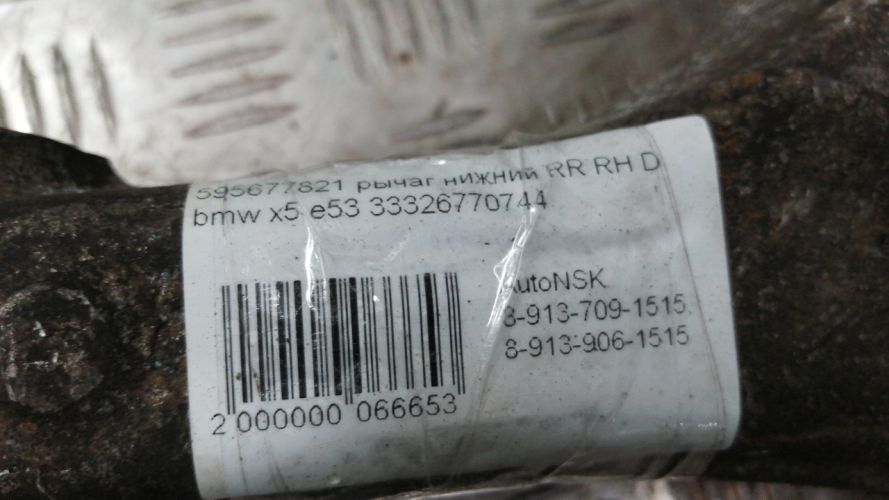 595677821 рычаг нижний RR RH D
bmw x5 e53 33326770744
AutoNSK
8-913-709-1515
8-913-906-1515
2 000000 066653